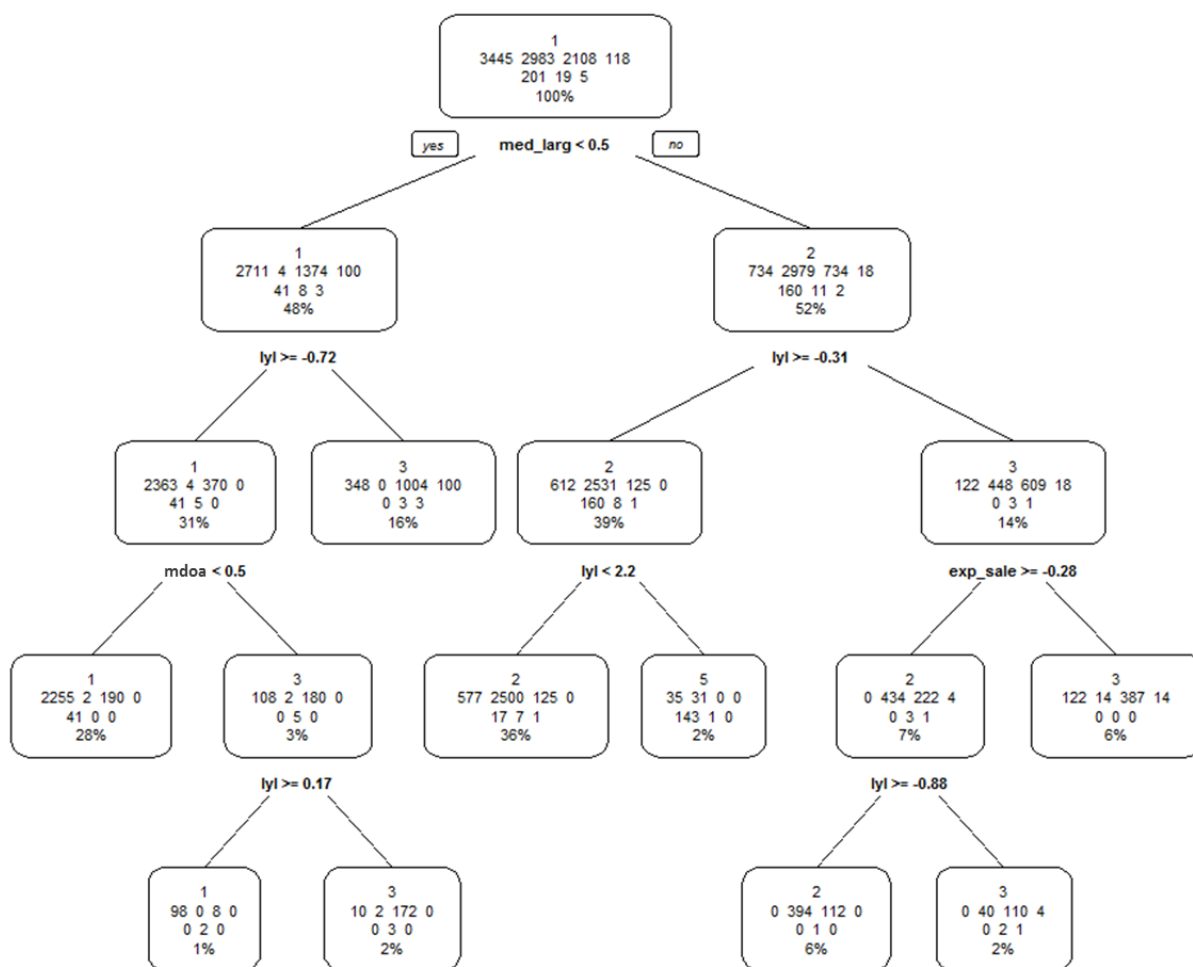 1
3445 2983 2108 118
201 19 5
100%
yes
med_larg < 0.5
no
1
2711 4 1374 100
41 8 3
48%
2
734 2979 734 18
160 11 2
52%
lyl >= -0.72
lyl >= -0.31
1
2363 4 370 0
41 5 0
31%
3
348 0 1004 100
0 3 3
16%
2
612 2531 125 0
160 8 1
39%
3
122 448 609 18
0 3 1
14%
mdoa < 0.5
lyl < 2.2
exp_sale >= -0.28
1
2255 2 190 0
41 0 0
28%
3
108 2 180 0
0 5 0
3%
2
577 2500 125 0
17 7 1
36%
5
35 31 0 0
143 1 0
2%
2
0 434 222 4
0 3 1
7%
3
122 14 387 14
0 0 0
6%
lyl >= 0.17
lyl >= -0.88
1
98 0 8 0
0 2 0
1%
3
10 2 172 0
0 3 0
2%
2
0 394 112 0
0 1 0
6%
3
0 40 110 4
0 2 1
2%